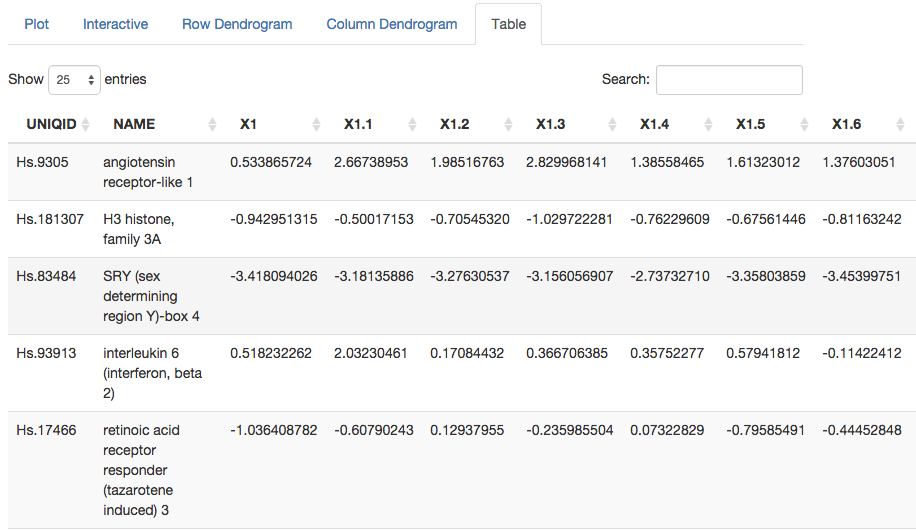 Plot Interactive Row Dendrogram Column Dendrogram Table
Show 25 entries Search:
UNIQID NAME X1 X1.1 X1.2 X1.3 X1.4 X1.5 X1.6
Hs.9305 angiotensin 0.533865724 2.66738953 1.98516763 2.829968141 1.38558465 1.61323012 1.37603051
receptor-like 1
Hs.181307 H3 histone, -0.942951315 -0.50017153 -0.70545320 -1.029722281 -0.76229609 -0.67561446 -0.81163242
family 3A
Hs.83484 SRY (sex -3.418094026 -3.18135886 -3.27630537 -3.156056907 -2.73732710 -3.35803859 -3.45399751
determining
region Y)-box 4
Hs.93913 interleukin 6 0.518232262 2.03230461 0.17084432 0.366706385 0.35752277 0.57941812 -0.11422412
(interferon, beta
2)
Hs.17466 retinoic acid -1.036408782 -0.60790243 0.12937955 -0.235985504 0.07322829 -0.79585491 -0.44452848
receptor
responder
(tazarotene
induced) 3